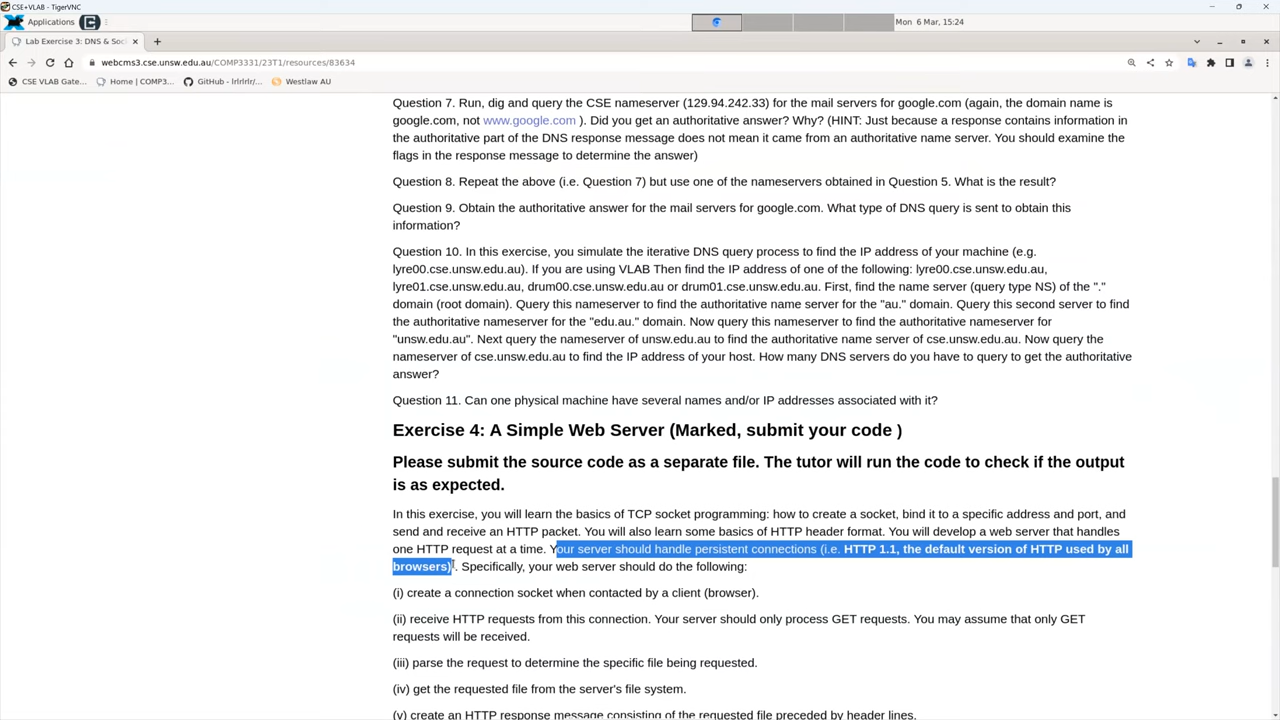 CSE+VLAB - TigerVNC
Applications
Mon 6 Mar, 15:24
Lab Exercise 3: DNS & Soc
webcms3.cse.unsw.edu.au/COMP3331/23T1/resources/83634
CSE VLAB Gate... Home | COMP3... GitHub - lrlrlrlr/... Westlaw AU
Question 7. Run, dig and query the CSE nameserver (129.94.242.33) for the mail servers for google.com (again, the domain name is
google.com, not www.google.com ). Did you get an authoritative answer? Why? (HINT: Just because a response contains information in
the authoritative part of the DNS response message does not mean it came from an authoritative name server. You should examine the
flags in the response message to determine the answer)
Question 8. Repeat the above (i.e. Question 7) but use one of the nameservers obtained in Question 5. What is the result?
Question 9. Obtain the authoritative answer for the mail servers for google.com. What type of DNS query is sent to obtain this
information?
Question 10. In this exercise, you simulate the iterative DNS query process to find the IP address of your machine (e.g.
lyre00.cse.unsw.edu.au). If you are using VLAB Then find the IP address of one of the following: lyre00.cse.unsw.edu.au,
lyre01.cse.unsw.edu.au, drum00.cse.unsw.edu.au or drum01.cse.unsw.edu.au. First, find the name server (query type NS) of the "."
domain (root domain). Query this nameserver to find the authoritative name server for the "au." domain. Query this second server to find
the authoritative nameserver for the "edu.au." domain. Now query this nameserver to find the authoritative nameserver for
"unsw.edu.au". Next query the nameserver of unsw.edu.au to find the authoritative name server of cse.unsw.edu.au. Now query the
nameserver of cse.unsw.edu.au to find the IP address of your host. How many DNS servers do you have to query to get the authoritative
answer?
Question 11. Can one physical machine have several names and/or IP addresses associated with it?
Exercise 4: A Simple Web Server (Marked, submit your code )
Please submit the source code as a separate file. The tutor will run the code to check if the output
is as expected.
In this exercise, you will learn the basics of TCP socket programming: how to create a socket, bind it to a specific address and port, and
send and receive an HTTP packet. You will also learn some basics of HTTP header format. You will develop a web server that handles
one HTTP request at a time. Your server should handle persistent connections (i.e. HTTP 1.1, the default version of HTTP used by all
browsers) . Specifically, your web server should do the following:
(i) create a connection socket when contacted by a client (browser).
(ii) receive HTTP requests from this connection. Your server should only process GET requests. You may assume that only GET
requests will be received.
(iii) parse the request to determine the specific file being requested.
(iv) get the requested file from the server's file system.
(v) create an HTTP response message consisting of the requested file preceded by header lines.